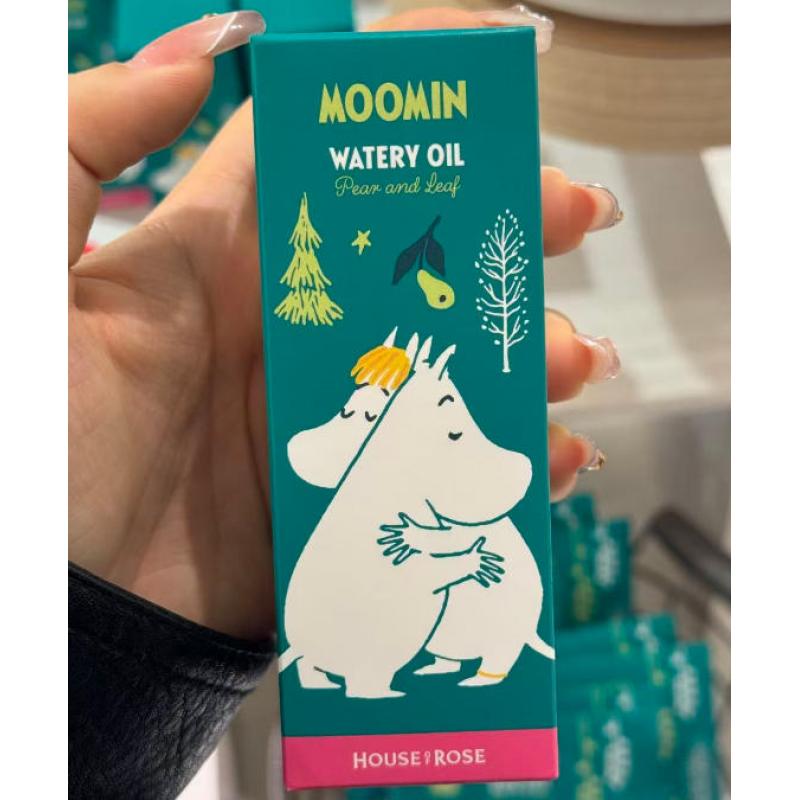 MOOMIN
WATERY OIL
Pear and Leaf
HOUSE OF ROSE